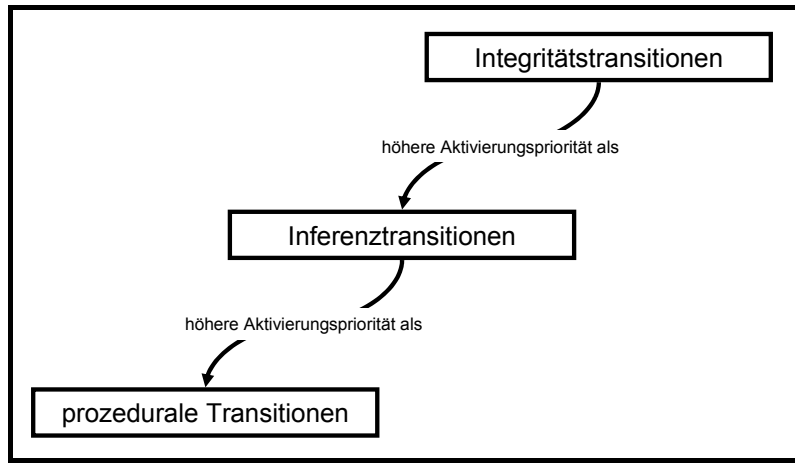 Integritätstransitionen
höhere Aktivierungspriorität als
Inferenztransitionen
höhere Aktivierungspriorität als
prozedurale Transitionen